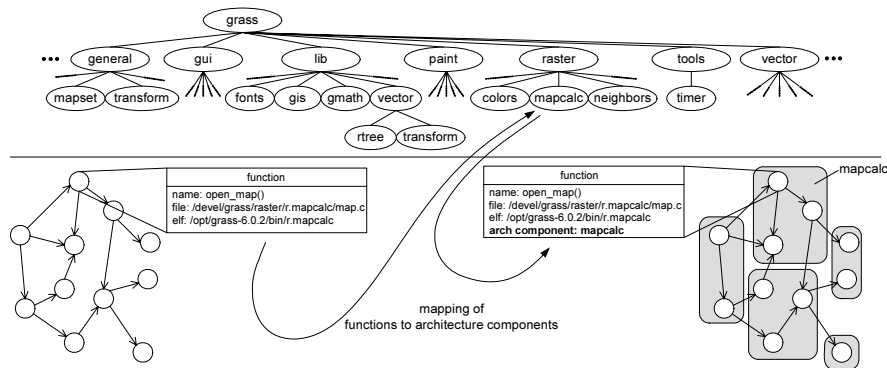 grass
general gui lib paint raster tools vector
mapset transform fonts gis gmath vector colors mapcalc neighbors timer
rtree transform
function
name: open_map()
file: /devel/grass/raster/r.mapcalc/map.c
elf: /opt/grass-6.0.2/bin/r.mapcalc
function
name: open_map()
file: /devel/grass/raster/r.mapcalc/map.c
elf: /opt/grass-6.0.2/bin/r.mapcalc
arch component: mapcalc
mapcalc
mapping of
functions to architecture components